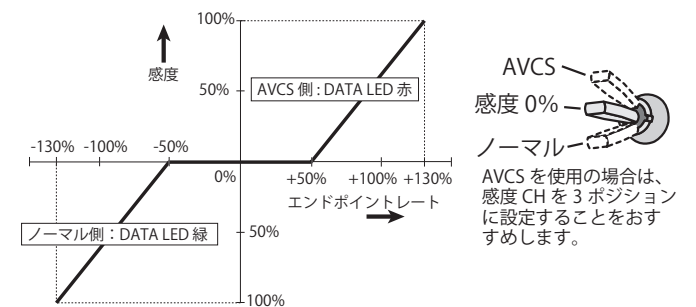 100%
感度
50%
AVCS 側 : DATA LED 赤
-130%
-100%
-50%
0%
+50%
+100%
+130%
エンドポイントレート
ノーマル側：DATA LED 緑
50%
100%
AVCS
感度 0%
ノーマル
AVCS を使用の場合は、
感度 CH を 3 ポジション
に設定することをおす
すめします。